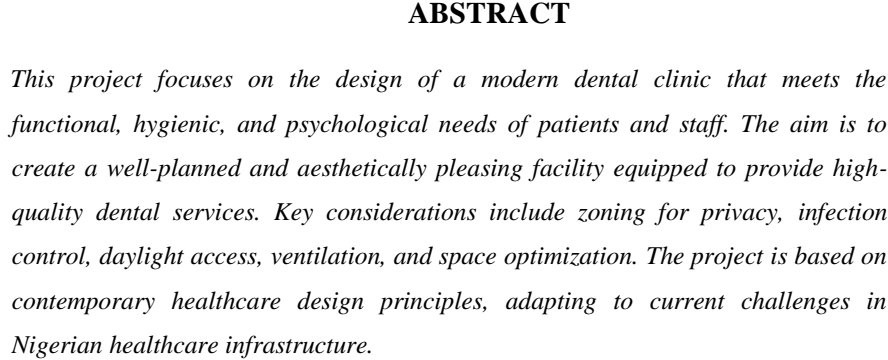 ABSTRACT
This project focuses on the design of a modern dental clinic that meets the
functional, hygienic, and psychological needs of patients and staff. The aim is to
create a well-planned and aesthetically pleasing facility equipped to provide high-
quality dental services. Key considerations include zoning for privacy, infection
control, daylight access, ventilation, and space optimization. The project is based on
contemporary healthcare design principles, adapting to current challenges in
Nigerian healthcare infrastructure.